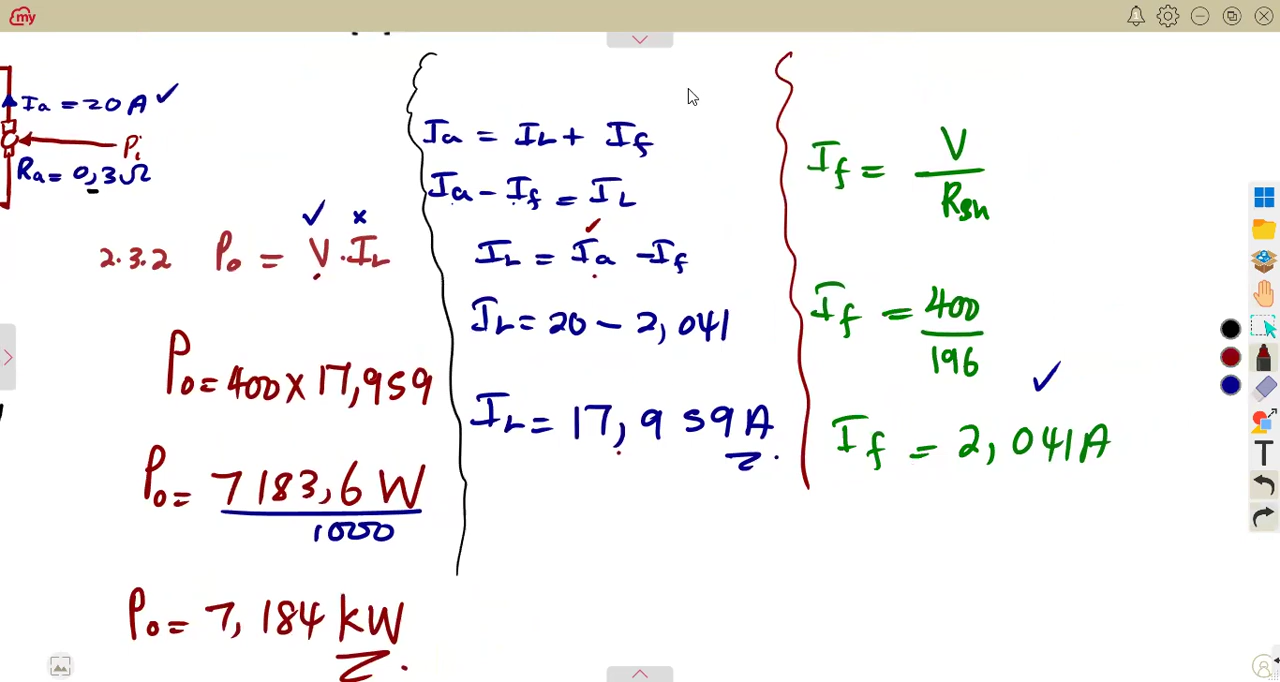 my
Ia = 20 A ✓
Pi
Ra = 0,3 Ω
✓ x
2.3.2 Po = V · IL
Po = 400 x 17,959
Po = 7183,6 W
1000
Po = 7,184 kW
Ia = IL + If
Ia - If = IL
✓
IL = Ia - If
IL = 20 - 2,041
IL = 17,959 A
If = V
Rsh
If = 400
196
✓
If = 2,041 A
T